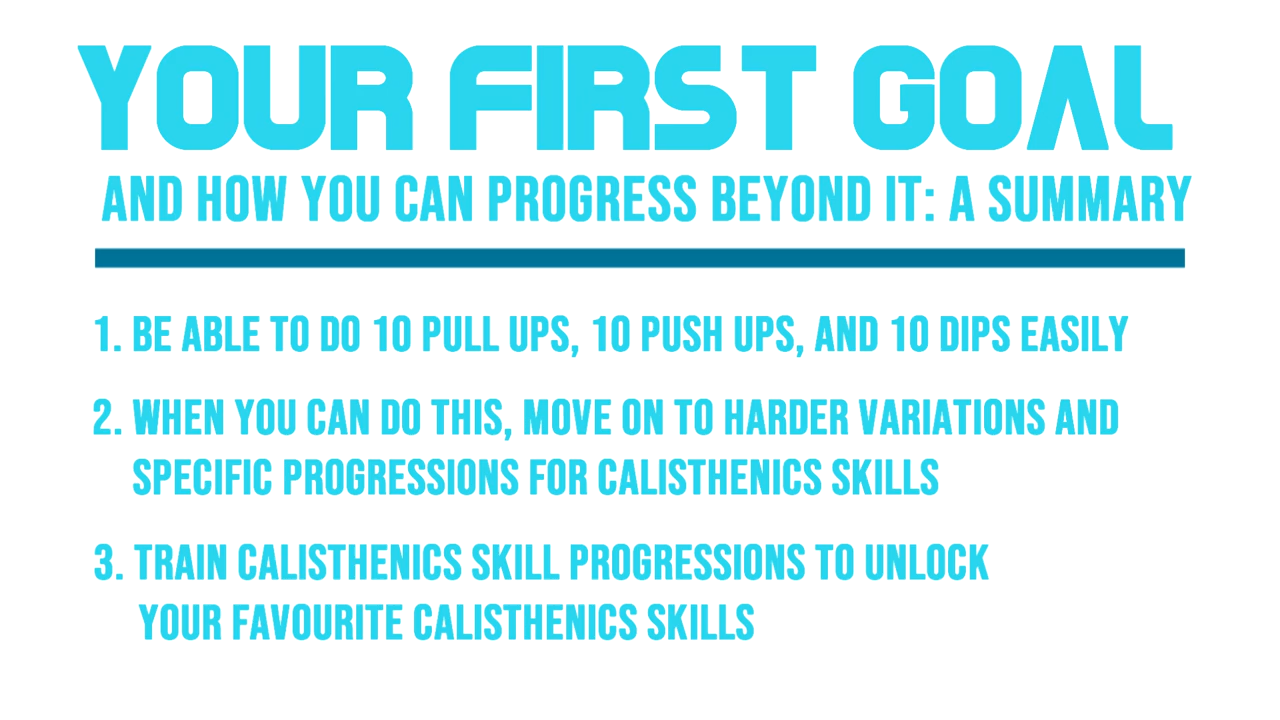 YOUR FIRST GOAL
AND HOW YOU CAN PROGRESS BEYOND IT: A SUMMARY
1. BE ABLE TO DO 10 PULL UPS, 10 PUSH UPS, AND 10 DIPS EASILY
2. WHEN YOU CAN DO THIS, MOVE ON TO HARDER VARIATIONS AND
SPECIFIC PROGRESSIONS FOR CALISTHENICS SKILLS
3. TRAIN CALISTHENICS SKILL PROGRESSIONS TO UNLOCK
YOUR FAVOURITE CALISTHENICS SKILLS